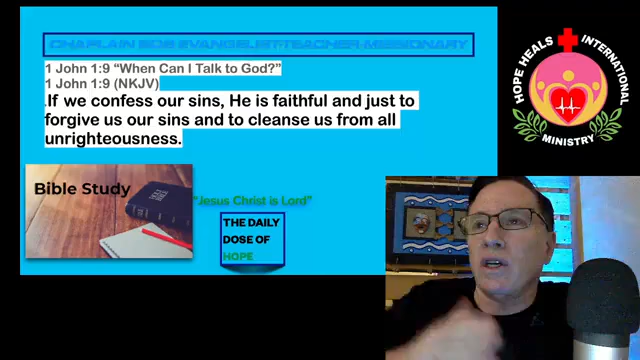 CHAPLAIN BOB EVANGELIST-TEACHER-MISSIONARY
1 John 1:9 “When Can I Talk to God?”
1 John 1:9 (NKJV)
.If we confess our sins, He is faithful and just to
forgive us our sins and to cleanse us from all
unrighteousness.
Bible Study
"Jesus Christ is Lord”
THE DAILY
DOSE OF
HOPE
HOPE HEALS INTERNATIONAL
MINISTRY